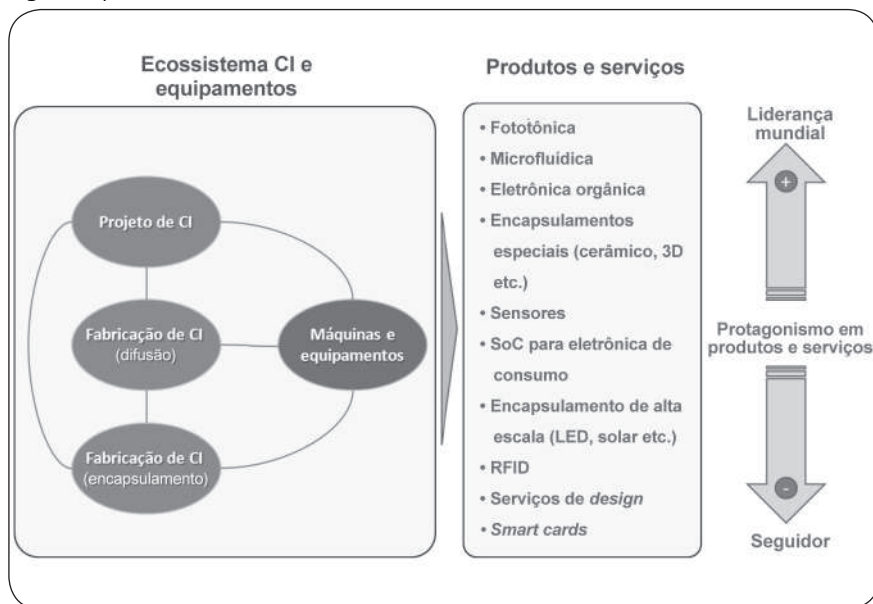 Ecossistema CI e
equipamentos
Projeto de CI
Fabricação de CI
(difusão)
Fabricação de CI
(encapsulamento)
Máquinas e
equipamentos
Produtos e serviços
• Fototônica
• Microfluídica
• Eletrônica orgânica
• Encapsulamentos
especiais (cerâmico, 3D
etc.)
• Sensores
• SoC para eletrônica de
consumo
• Encapsulamento de alta
escala (LED, solar etc.)
• RFID
• Serviços de design
• Smart cards
Liderança
mundial
+
Protagonismo em
produtos e serviços
-
Seguidor